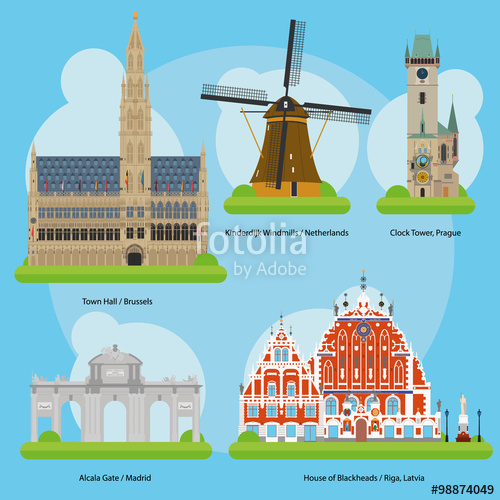 Kinderdijk Windmills / Netherlands
Clock Tower, Prague
fotolia
by Adobe
Town Hall / Brussels
Alcala Gate / Madrid
House of Blackheads / Riga, Latvia
#98874049